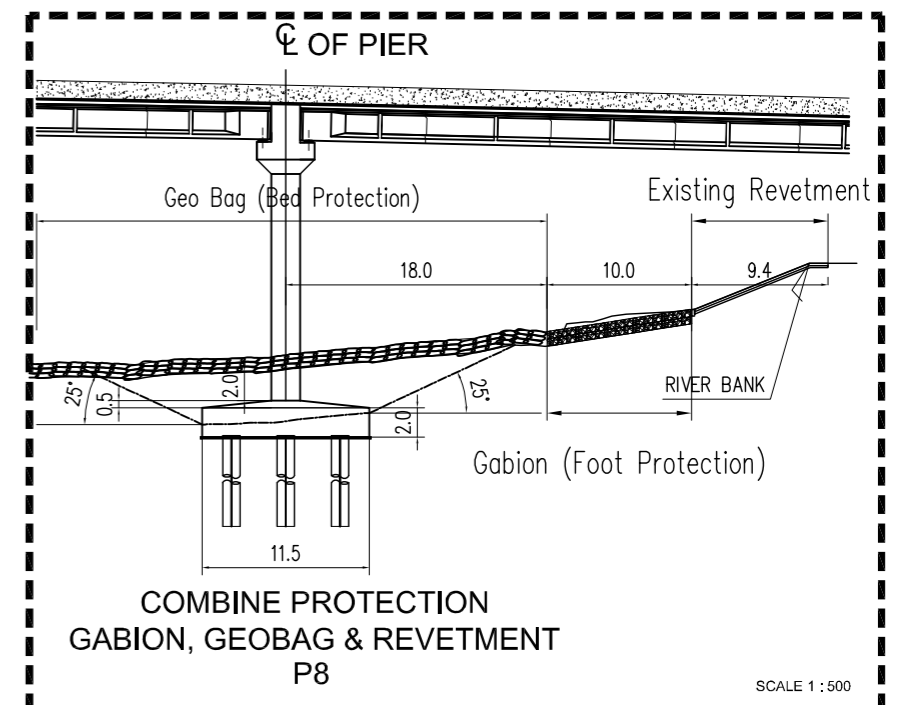 ℄ OF PIER
Existing Revetment
Geo Bag (Bed Protection)
18.0
10.0
9.4
25°
0.5
2.0
25°
2.0
RIVER BANK
Gabion (Foot Protection)
11.5
COMBINE PROTECTION
GABION, GEOBAG & REVETMENT
P8
SCALE 1 : 500